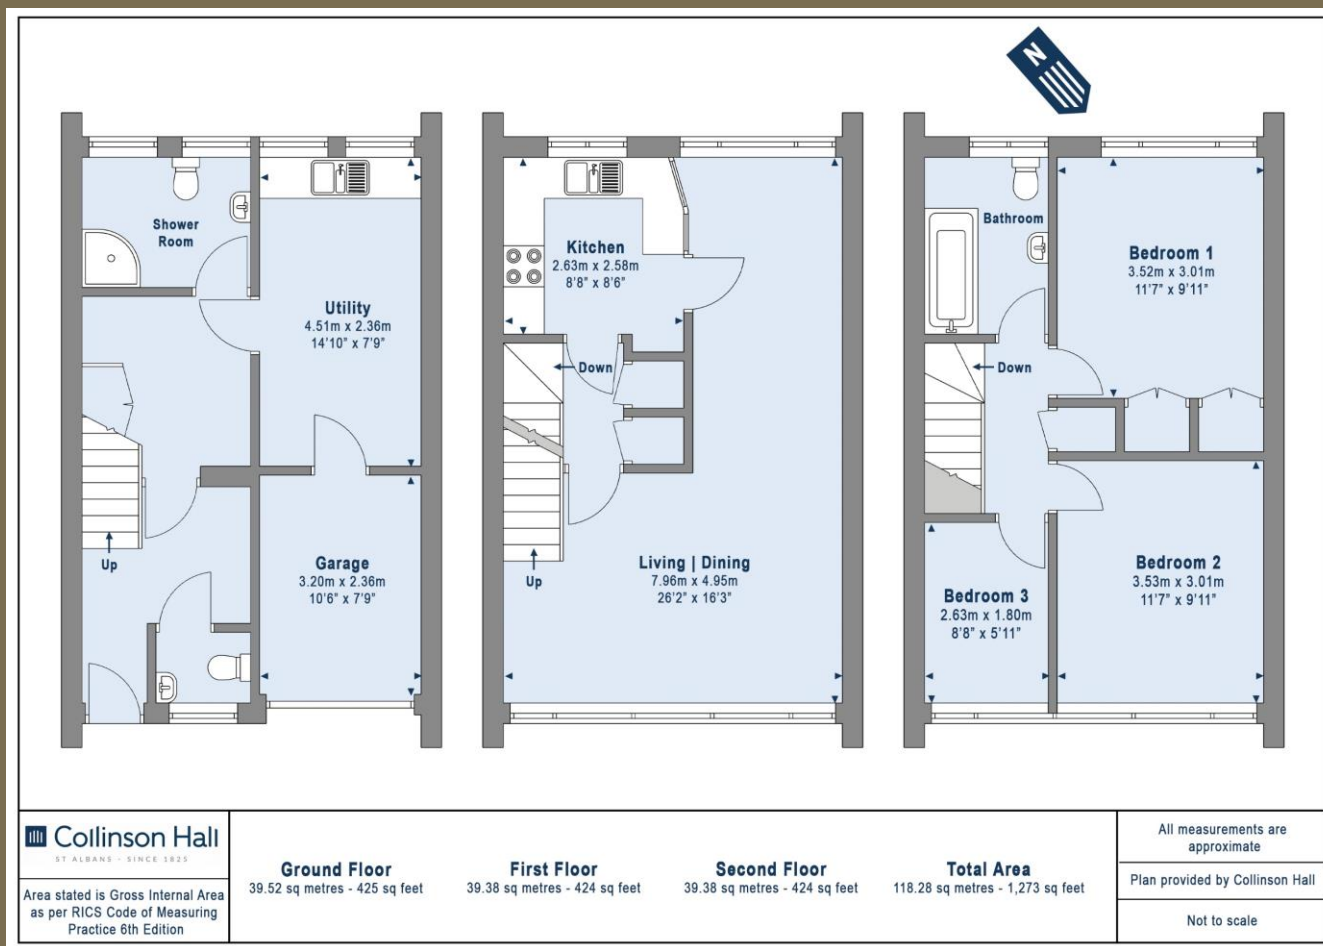 N
Shower
Room
Utility
4.51m x 2.36m
14'10" x 7'9"
Garage
3.20m x 2.36m
10'6" x 7'9"
Up
Kitchen
2.63m x 2.58m
8'8" x 8'6"
Down
Living | Dining
7.96m x 4.95m
26'2" x 16'3"
Up
Bathroom
Bedroom 1
3.52m x 3.01m
11'7" x 9'11"
Down
Bedroom 2
3.53m x 3.01m
11'7" x 9'11"
Bedroom 3
2.63m x 1.80m
8'8" x 5'11"
Collinson Hall
ST ALBANS - SINCE 1825
Area stated is Gross Internal Area
as per RICS Code of Measuring
Practice 6th Edition
Ground Floor
39.52 sq metres - 425 sq feet
First Floor
39.38 sq metres - 424 sq feet
Second Floor
39.38 sq metres - 424 sq feet
Total Area
118.28 sq metres - 1,273 sq feet
All measurements are
approximate
Plan provided by Collinson Hall
Not to scale